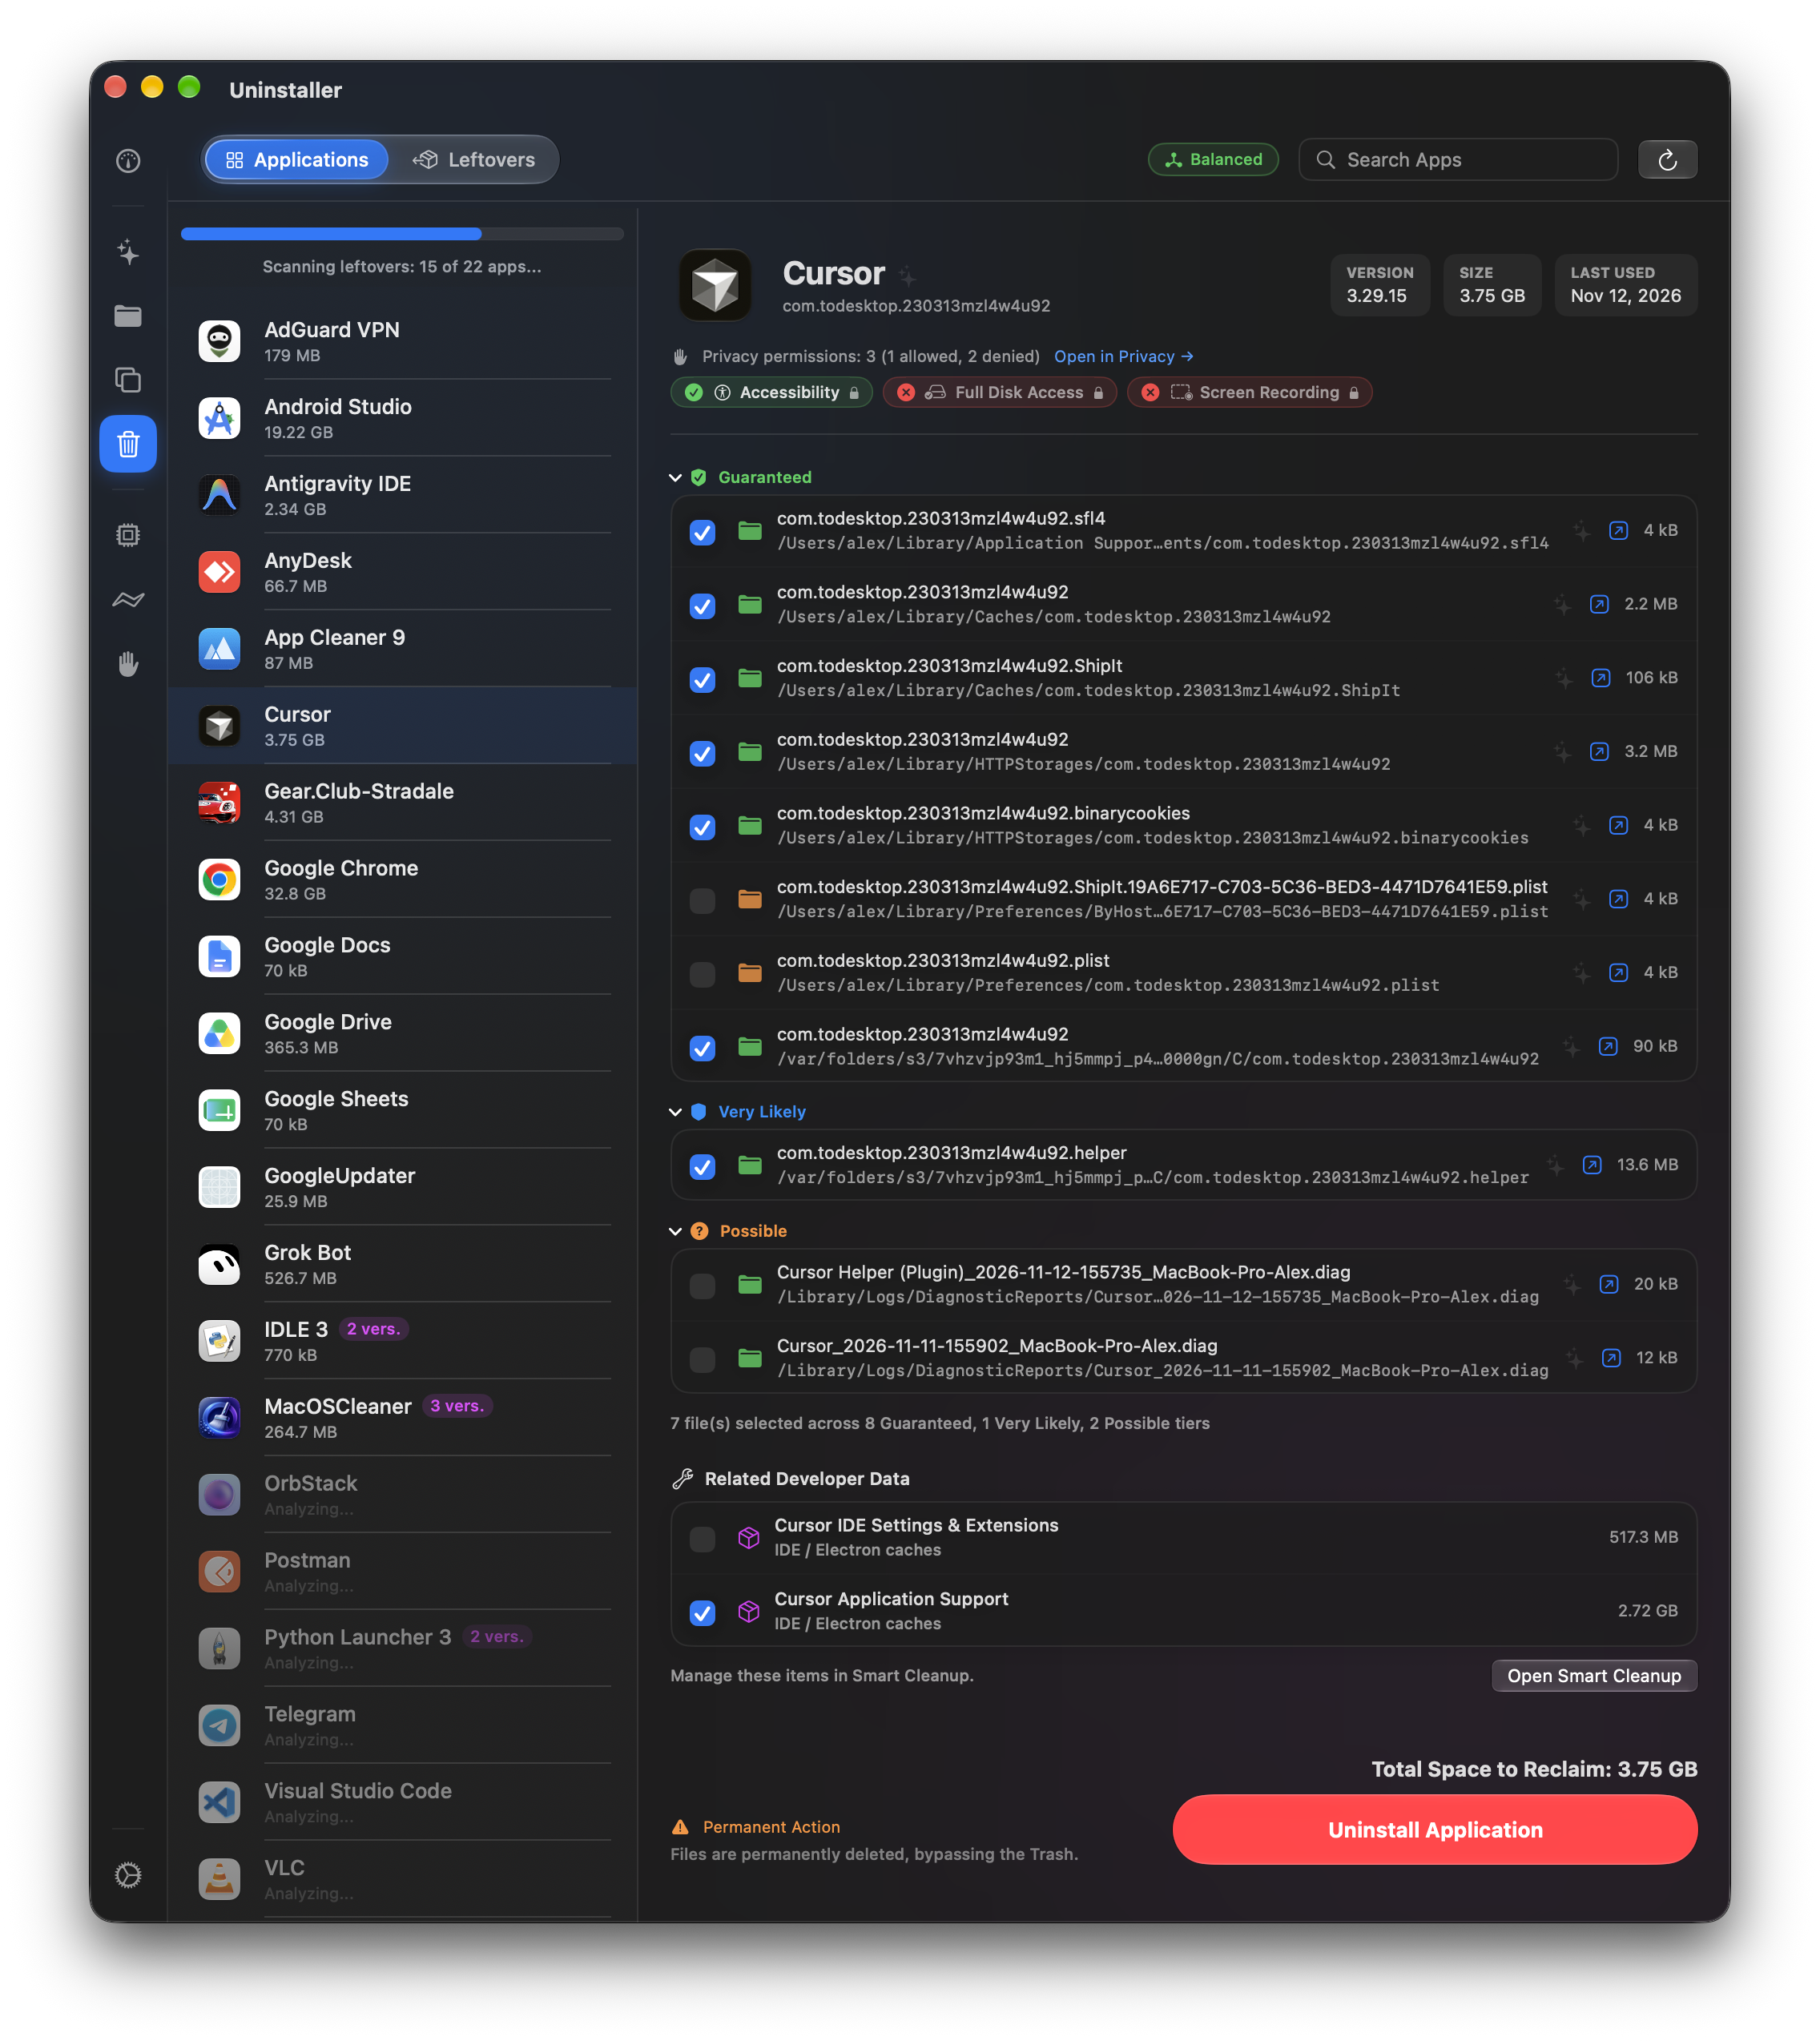 Uninstaller
Applications
Leftovers
Balanced
Search Apps
Scanning leftovers: 15 of 22 apps...
AdGuard VPN
179 MB
Android Studio
19.22 GB
Antigravity IDE
2.34 GB
AnyDesk
66.7 MB
App Cleaner 9
87 MB
Cursor
3.75 GB
Gear.Club-Stradale
4.31 GB
Google Chrome
32.8 GB
Google Docs
70 kB
Google Drive
365.3 MB
Google Sheets
70 kB
GoogleUpdater
25.9 MB
Grok Bot
526.7 MB
IDLE 3 2 vers.
770 kB
MacOSCleaner 3 vers.
264.7 MB
OrbStack
Analyzing...
Postman
Analyzing...
Python Launcher 3 2 vers.
Analyzing...
Telegram
Analyzing...
Visual Studio Code
Analyzing...
VLC
Analyzing...
Cursor
com.todesktop.230313mzl4w4u92
VERSION
3.29.15
SIZE
3.75 GB
LAST USED
Nov 12, 2026
Privacy permissions: 3 (1 allowed, 2 denied) Open in Privacy →
Accessibility
Full Disk Access
Screen Recording
Guaranteed
com.todesktop.230313mzl4w4u92.sfl4
/Users/alex/Library/Application Suppor…ents/com.todesktop.230313mzl4w4u92.sfl4
4 kB
com.todesktop.230313mzl4w4u92
/Users/alex/Library/Caches/com.todesktop.230313mzl4w4u92
2.2 MB
com.todesktop.230313mzl4w4u92.ShipIt
/Users/alex/Library/Caches/com.todesktop.230313mzl4w4u92.ShipIt
106 kB
com.todesktop.230313mzl4w4u92
/Users/alex/Library/HTTPStorages/com.todesktop.230313mzl4w4u92
3.2 MB
com.todesktop.230313mzl4w4u92.binarycookies
/Users/alex/Library/HTTPStorages/com.todesktop.230313mzl4w4u92.binarycookies
4 kB
com.todesktop.230313mzl4w4u92.ShipIt.19A6E717-C703-5C36-BED3-4471D7641E59.plist
/Users/alex/Library/Preferences/ByHost…6E717-C703-5C36-BED3-4471D7641E59.plist
4 kB
com.todesktop.230313mzl4w4u92.plist
/Users/alex/Library/Preferences/com.todesktop.230313mzl4w4u92.plist
4 kB
com.todesktop.230313mzl4w4u92
/var/folders/s3/7vhzvjp93m1_hj5mmpj_p4…0000gn/C/com.todesktop.230313mzl4w4u92
90 kB
Very Likely
com.todesktop.230313mzl4w4u92.helper
/var/folders/s3/7vhzvjp93m1_hj5mmpj_p…C/com.todesktop.230313mzl4w4u92.helper
13.6 MB
Possible
Cursor Helper (Plugin)_2026-11-12-155735_MacBook-Pro-Alex.diag
/Library/Logs/DiagnosticReports/Cursor…026-11-12-155735_MacBook-Pro-Alex.diag
20 kB
Cursor_2026-11-11-155902_MacBook-Pro-Alex.diag
/Library/Logs/DiagnosticReports/Cursor_2026-11-11-155902_MacBook-Pro-Alex.diag
12 kB
7 file(s) selected across 8 Guaranteed, 1 Very Likely, 2 Possible tiers
Related Developer Data
Cursor IDE Settings & Extensions
IDE / Electron caches
517.3 MB
Cursor Application Support
IDE / Electron caches
2.72 GB
Manage these items in Smart Cleanup.
Open Smart Cleanup
Total Space to Reclaim: 3.75 GB
Permanent Action
Files are permanently deleted, bypassing the Trash.
Uninstall Application